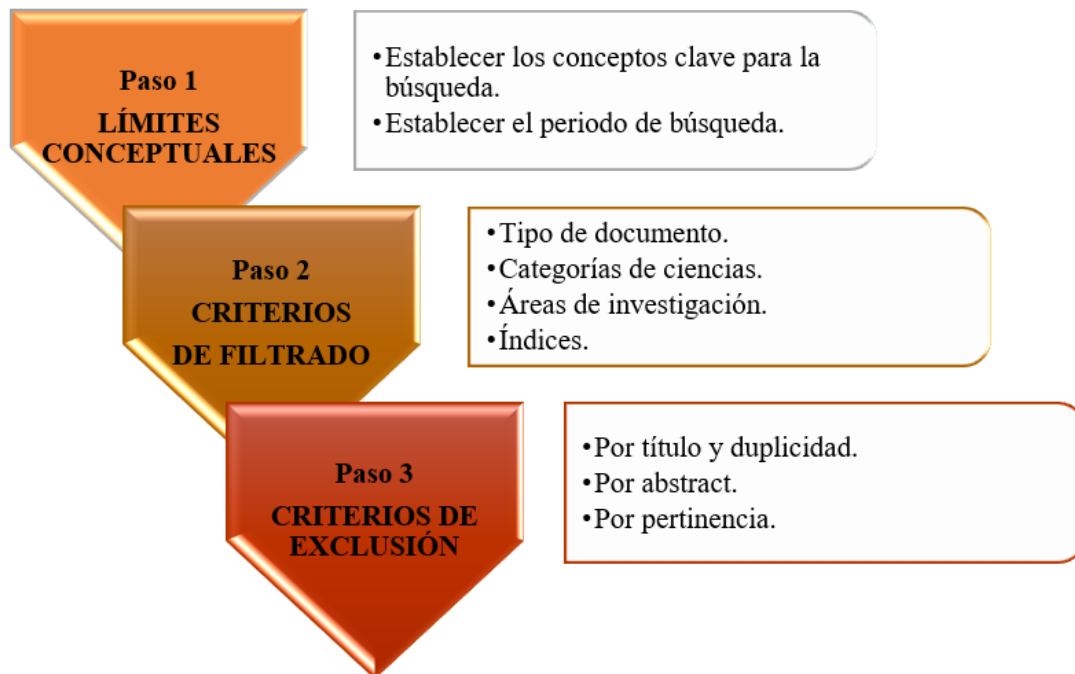 Paso 1
LÍMITES
CONCEPTUALES
•Establecer los conceptos clave para la
búsqueda.
•Establecer el periodo de búsqueda.
Paso 2
CRITERIOS
DE FILTRADO
•Tipo de documento.
•Categorías de ciencias.
•Áreas de investigación.
•Índices.
Paso 3
CRITERIOS DE
EXCLUSIÓN
•Por título y duplicidad.
•Por abstract.
•Por pertinencia.